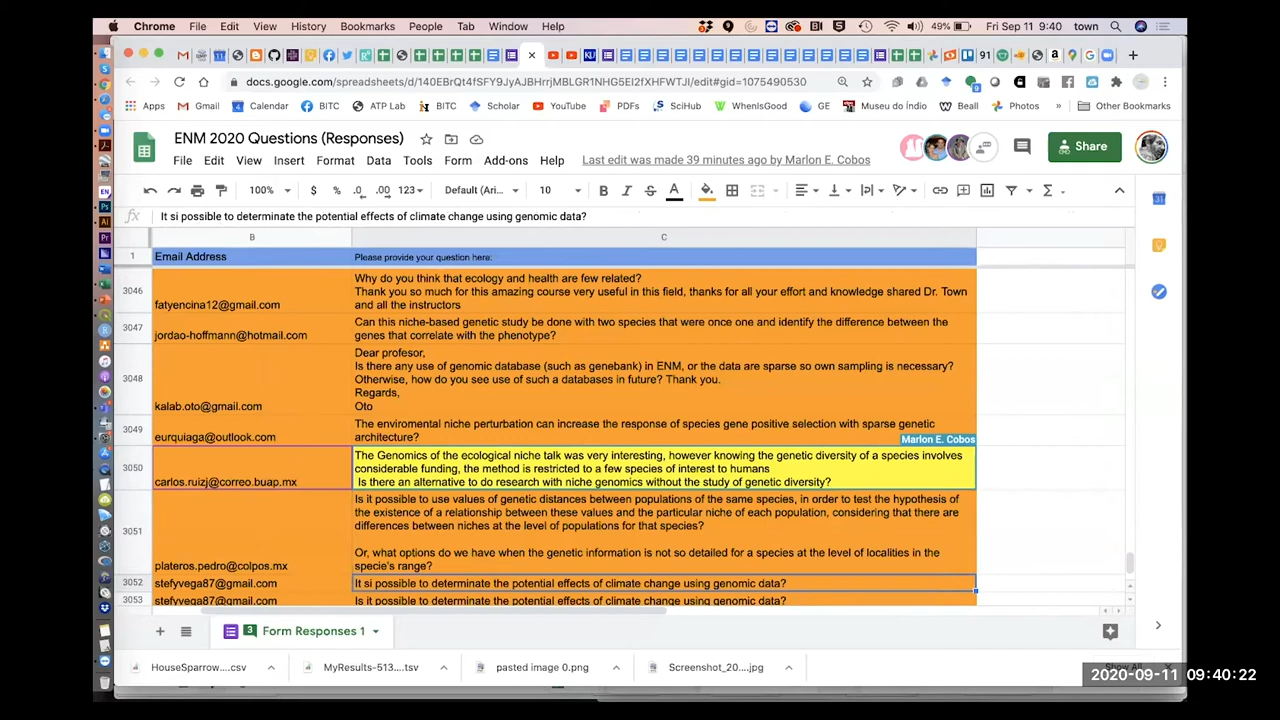 Chrome File Edit View History Bookmarks People Tab Window Help 49% Fri Sep 11 9:40 town
docs.google.com/spreadsheets/d/140EBrQt4fSFY9JyAJBHrrjMBLGR1NHG5EI2fXHFWTJI/edit#gid=1075490530
Apps Gmail Calendar BITC ATP Lab BITC Scholar YouTube PDFs SciHub WhenIsGood GE Museu do Índio Beall Photos » Other Bookmarks
ENM 2020 Questions (Responses)
Share
File Edit View Insert Format Data Tools Form Add-ons Help Last edit was made 39 minutes ago by Marlon E. Cobos
100% $ % .0 .00 123 Default (Ari... 10 B I S A
fx It si possible to determinate the potential effects of climate change using genomic data?
B C
1 Email Address Please provide your question here:
3046 fatyencina12@gmail.com
Why do you think that ecology and health are few related?
Thank you so much for this amazing course very useful in this field, thanks for all your effort and knowledge shared Dr. Town
and all the instructors
3047 jordao-hoffmann@hotmail.com
Can this niche-based genetic study be done with two species that were once one and identify the difference between the
genes that correlate with the phenotype?
3048 kalab.oto@gmail.com
Dear profesor,
Is there any use of genomic database (such as genebank) in ENM, or the data are sparse so own sampling is necessary?
Otherwise, how do you see use of such a databases in future? Thank you.
Regards,
Oto
3049 eurquiaga@outlook.com
The enviromental niche perturbation can increase the response of species gene positive selection with sparse genetic
architecture?
Marlon E. Cobos
3050 carlos.ruizj@correo.buap.mx
The Genomics of the ecological niche talk was very interesting, however knowing the genetic diversity of a species involves
considerable funding, the method is restricted to a few species of interest to humans
Is there an alternative to do research with niche genomics without the study of genetic diversity?
3051 plateros.pedro@colpos.mx
Is it possible to use values of genetic distances between populations of the same species, in order to test the hypothesis of
the existence of a relationship between these values and the particular niche of each population, considering that there are
differences between niches at the level of populations for that species?
Or, what options do we have when the genetic information is not so detailed for a species at the level of localities in the
specie's range?
3052 stefyvega87@gmail.com It si possible to determinate the potential effects of climate change using genomic data?
3053 stefyvega87@gmail.com Is it possible to determinate the potential effects of climate change using genomic data?
3 Form Responses 1
HouseSparrow....csv MyResults-513....tsv pasted image 0.png Screenshot_20....jpg Show All
2020-09-11 09:40:22